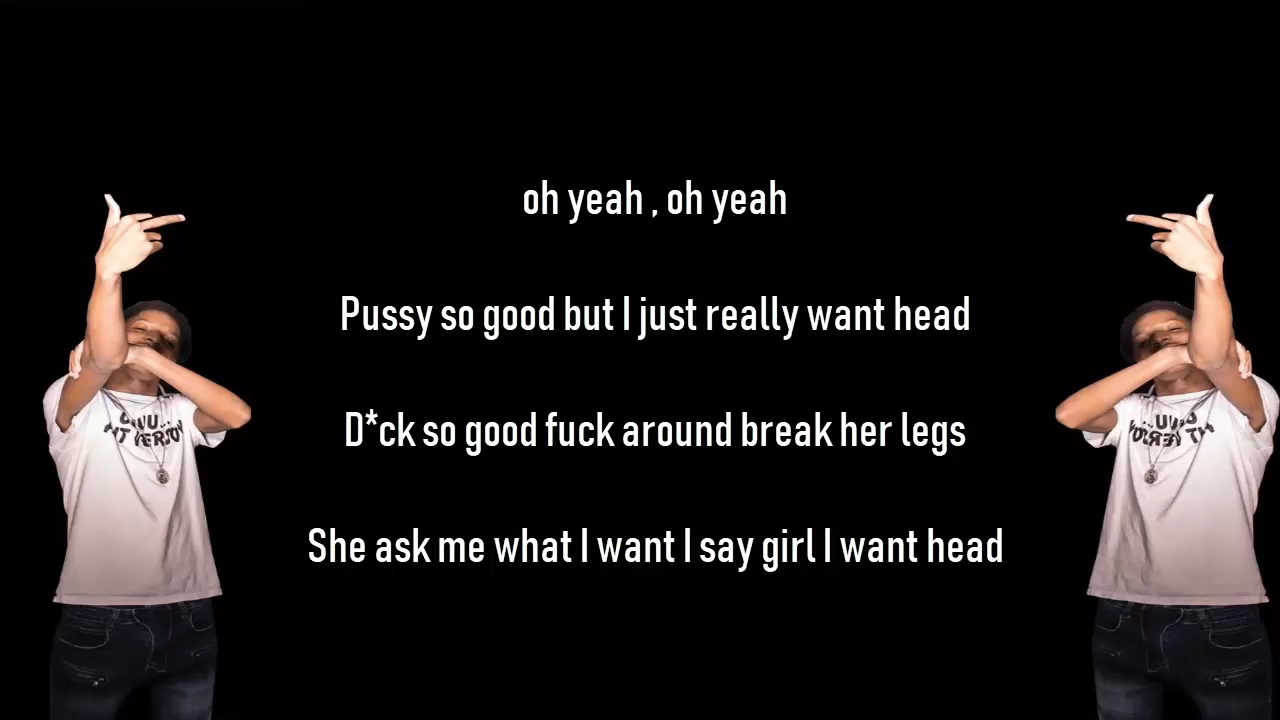 oh yeah , oh yeah
Pussy so good but I just really want head
D*ck so good fuck around break her legs
She ask me what I want I say girl I want head